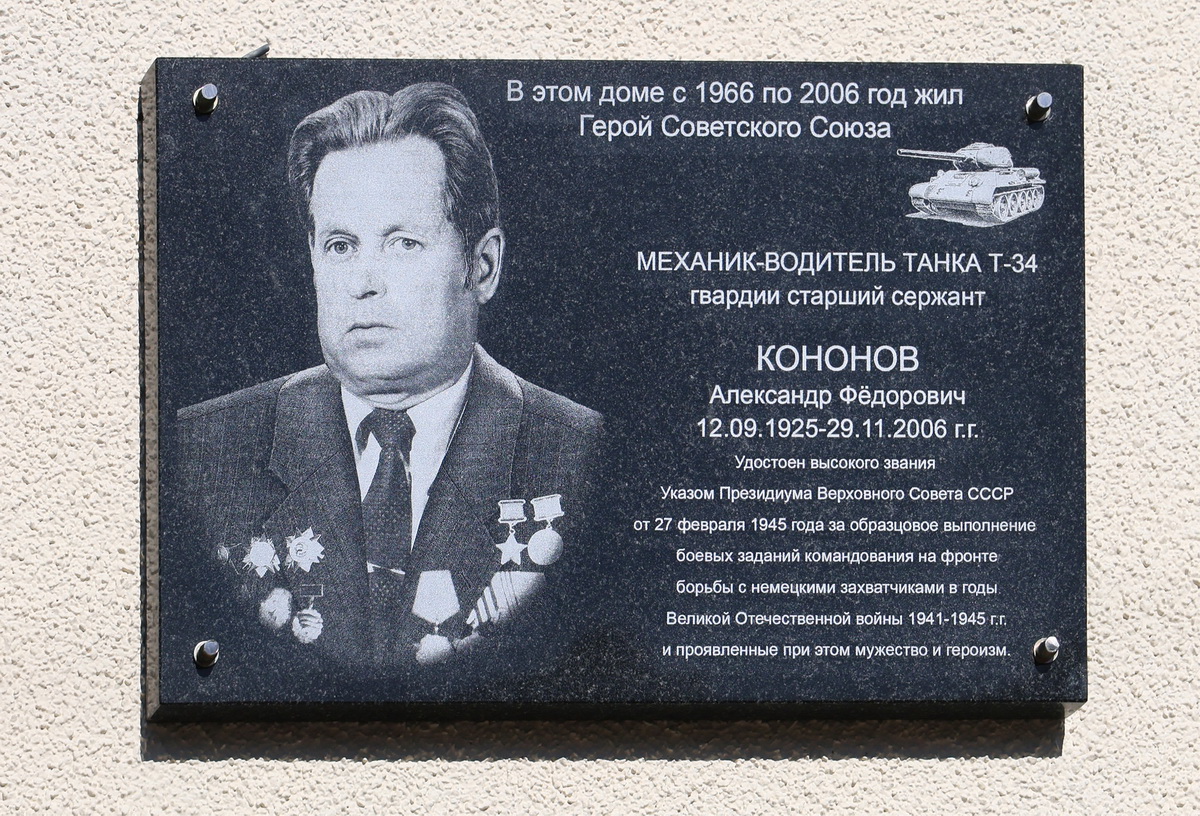 В этом доме с 1966 по 2006 год жил
Герой Советского Союза
МЕХАНИК-ВОДИТЕЛЬ ТАНКА Т-34
гвардии старший сержант
КОНОНОВ
Александр Фёдорович
12.09.1925-29.11.2006 г.г.
Удостоен высокого звания
Указом Президиума Верховного Совета СССР
от 27 февраля 1945 года за образцовое выполнение
боевых заданий командования на фронте
борьбы с немецкими захватчиками в годы
Великой Отечественной войны 1941-1945 г.г.
и проявленные при этом мужество и героизм.